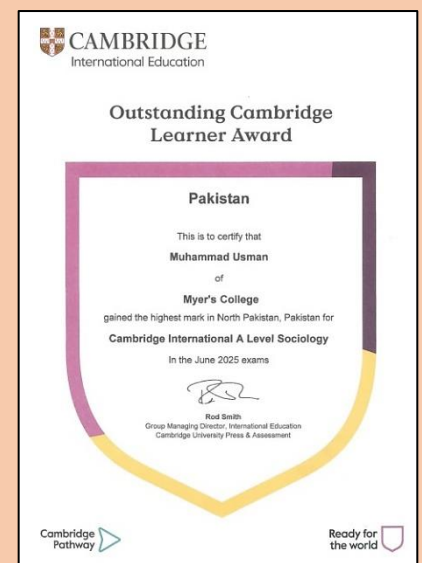 CAMBRIDGE
International Education
Outstanding Cambridge
Learner Award
Pakistan
This is to certify that
Muhammad Usman
of
Myer's College
gained the highest mark in North Pakistan, Pakistan for
Cambridge International A Level Sociology
In the June 2025 exams
Rod Smith
Group Managing Director, International Education
Cambridge University Press & Assessment
Cambridge
Pathway
Ready for
the world